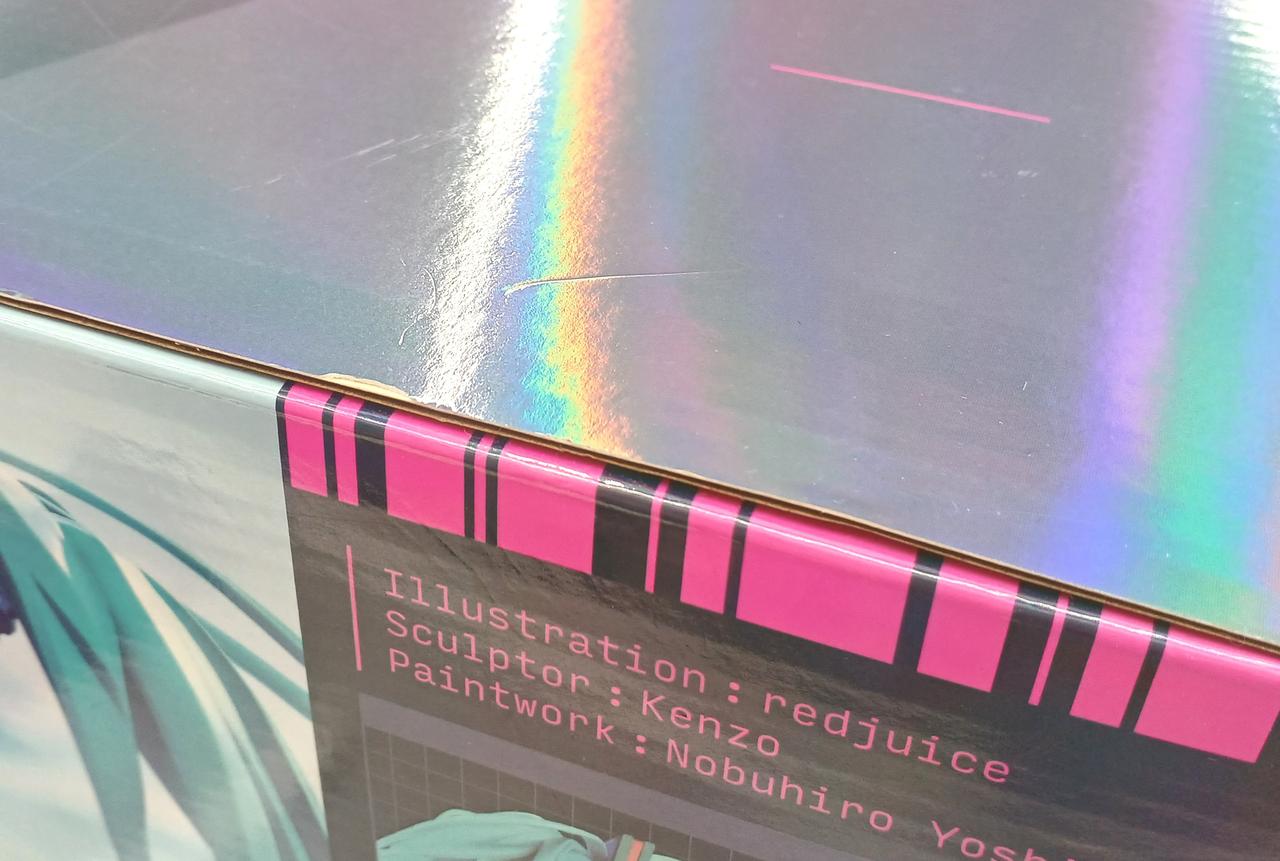 Illustration:redjuice
Sculptor:Kenzo
Paintwork:Nobuhiro